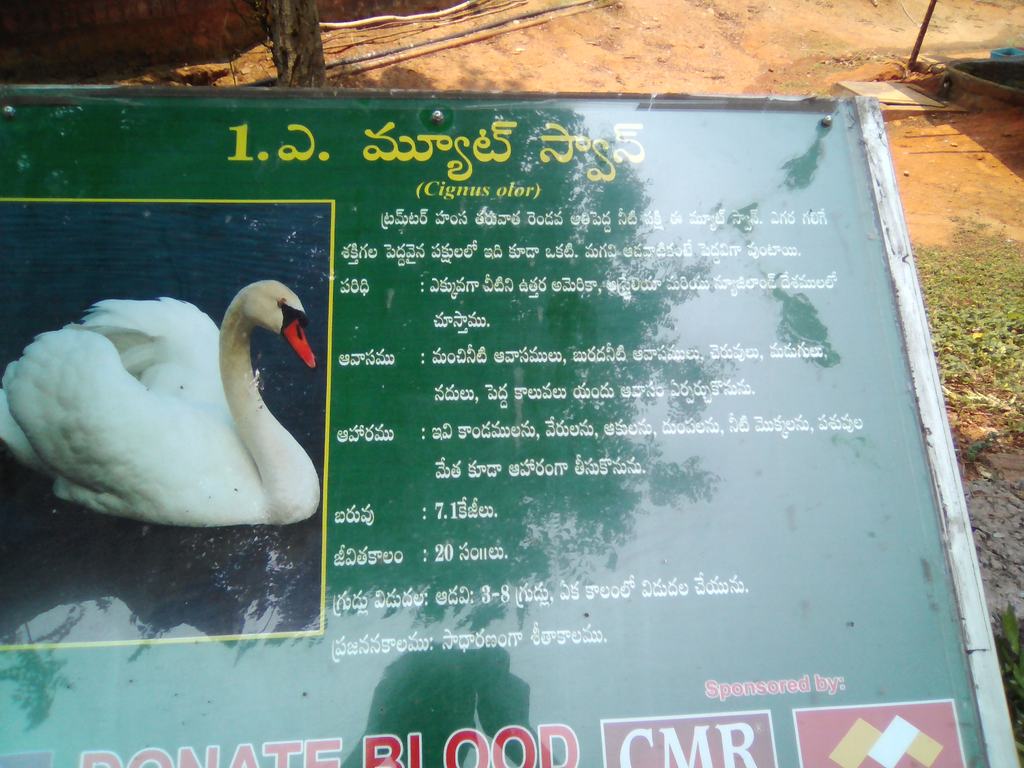 1.ఎ. మ్యూట్ స్వాన్
(Cignus olor)
ట్రమ్టర్ హంస తరువాత రెండవ అతిపెద్ద నీటి పక్షి ఈ మ్యూట్ స్వాన్. ఎగర గలిగే
శక్తిగల పెద్దవైన పక్షులలో ఇది కూడా ఒకటి. మగవి ఆడవాటికంటే పెద్దవిగా వుంటాయి.
పరిధి : ఎక్కువగా వీటిని ఉత్తర అమెరికా, ఆస్ట్రేలియా మరియు న్యూజిలాండ్ దేశములలో
చూస్తాము.
ఆవాసము : మంచినీటి ఆవాసములు, బురదనీటి ఆవాసములు, చెరువులు, మడుగులు,
నదులు, పెద్ద కాలువలు యందు ఆవాసం ఏర్పర్చుకొనును.
ఆహారము : ఇవి కాండములను, వేరులను, ఆకులను, దుంపలను, నీటి మొక్కలను, పశువుల
మేత కూడా ఆహారంగా తీసుకొనును.
బరువు : 7.1కేజీలు.
జీవితకాలం : 20 సం॥లు.
గ్రుడ్లు విడుదల: ఆడవి: 3-8 గ్రుడ్లు, ఏక కాలంలో విడుదల చేయును.
ప్రజననకాలము: సాధారణంగా శీతాకాలము.
Sponsored by:
DONATE BLOOD CMR